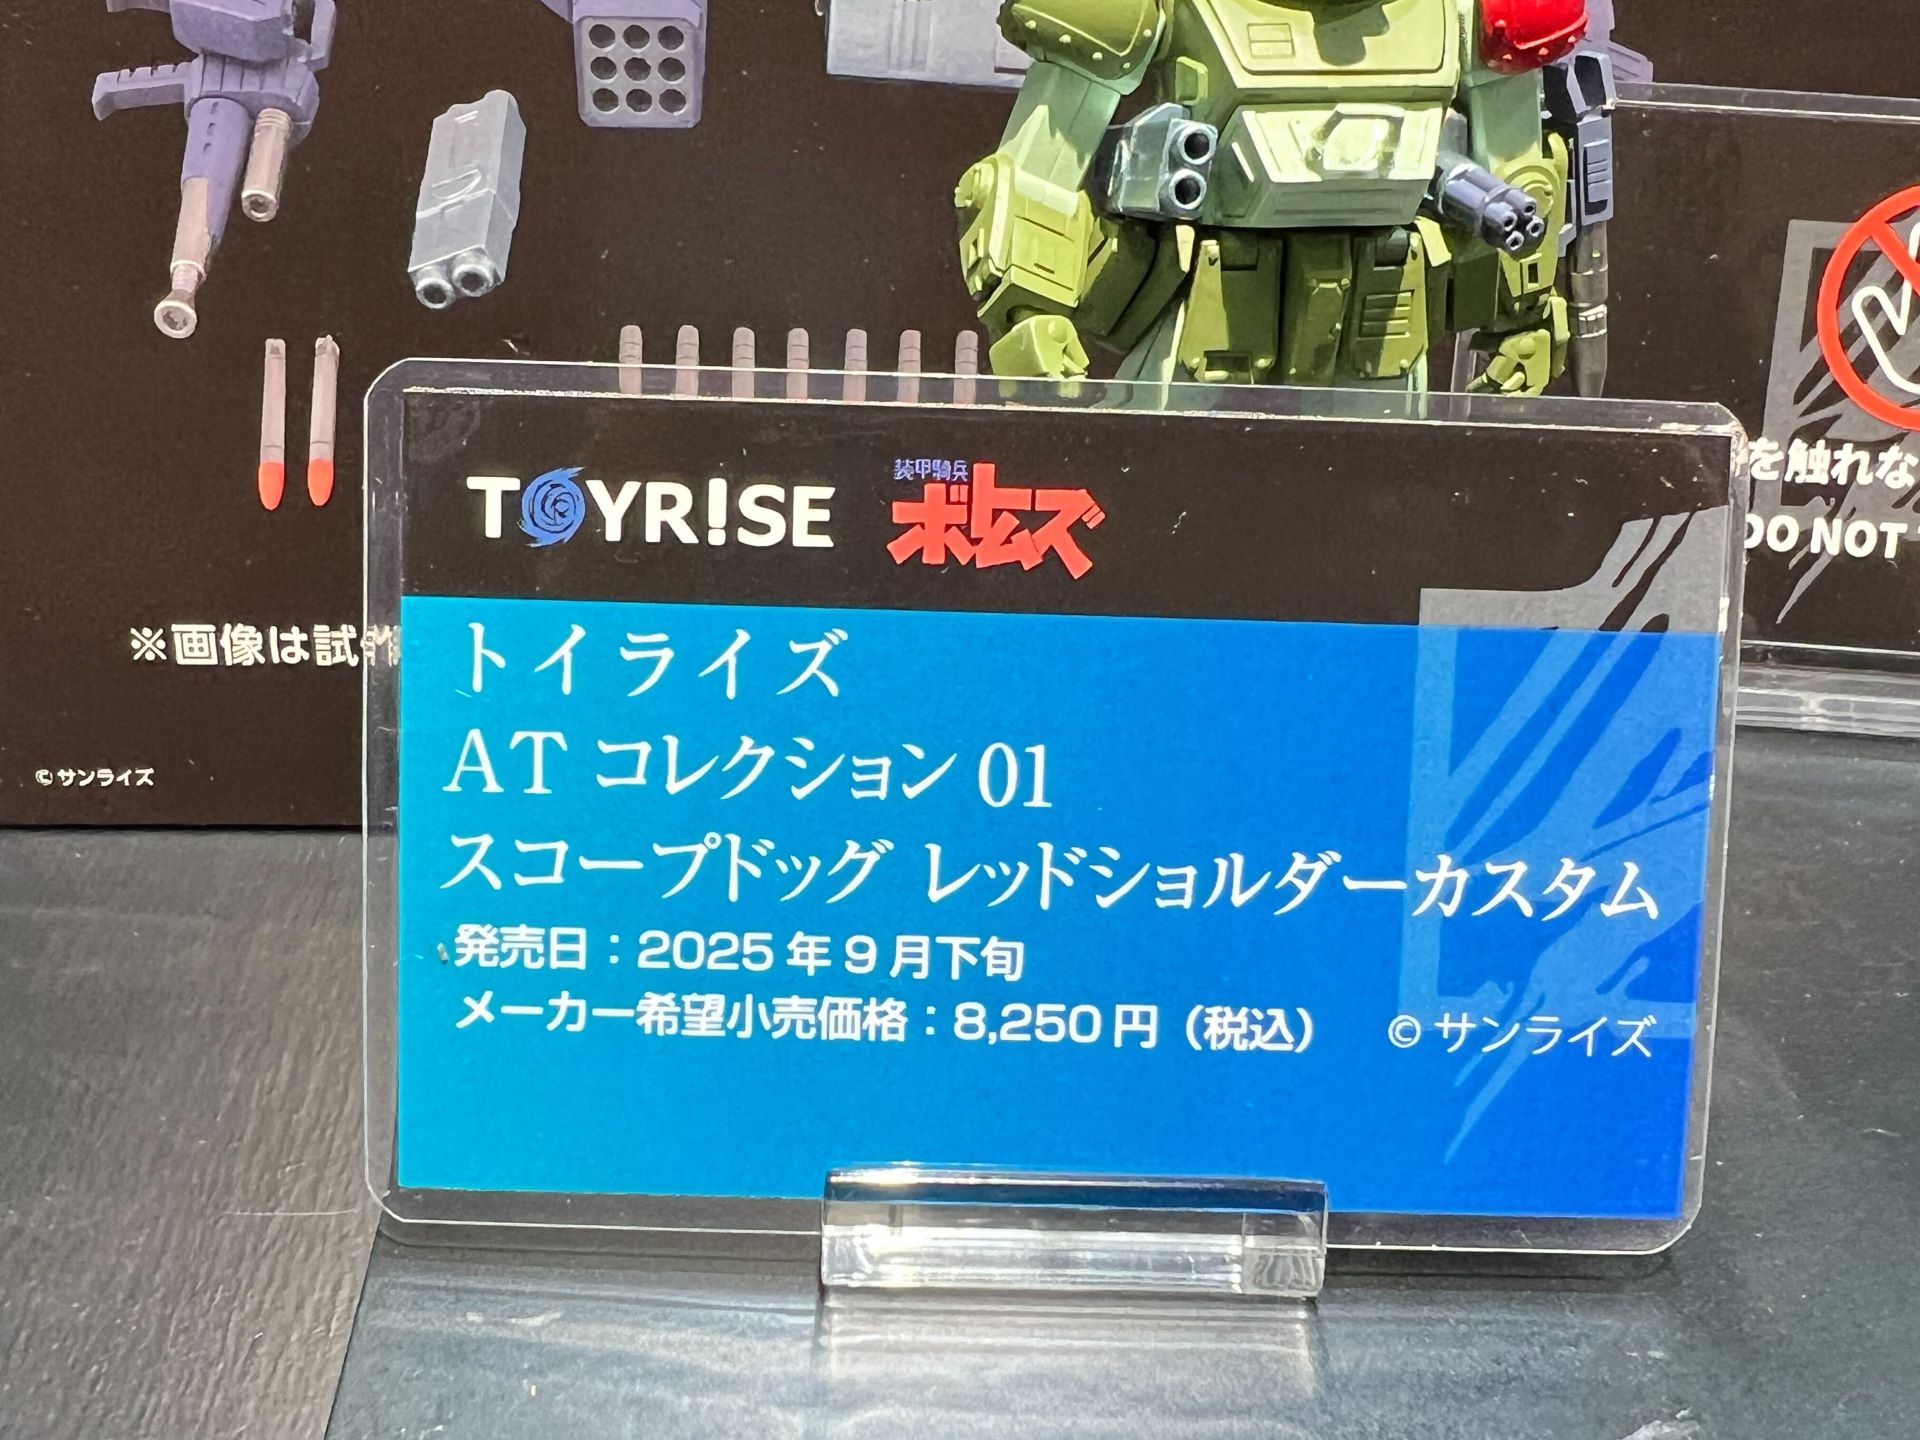 TOYR!SE 装甲騎兵ボトムズ
トイライズ
AT コレクション 01
スコープドッグ レッドショルダーカスタム
発売日：2025 年 9 月下旬
メーカー希望小売価格：8,250 円（税込） © サンライズ
を触れな
DO NOT
※画像は試
© サンライズ